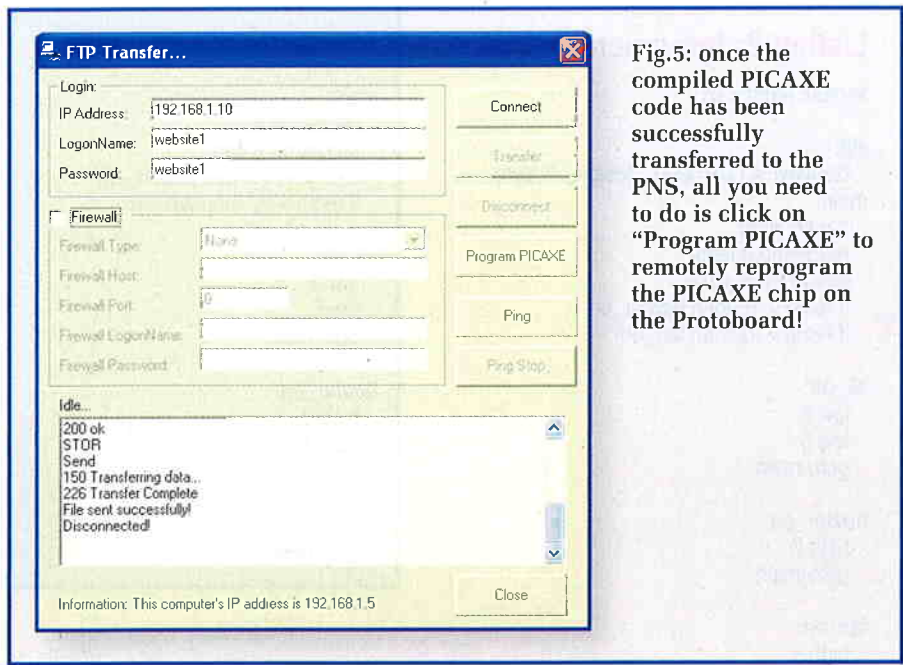 FTP Transfer...
Login:
IP Address: 192.168.1.10
LogonName: website1
Password: website1
Connect
Transfer
Disconnect
Program PICAXE
Ping
Ping Stop
Firewall
Firewall Type: None
Firewall Host:
Firewall Port: 0
Firewall LogonName:
Firewall Password:
Idle...
200 ok
STOR
Send
150 Transferring data...
226 Transfer Complete
File sent successfully!
Disconnected!
Information: This computer's IP address is 192.168.1.5
Close
Fig.5: once the
compiled PICAXE
code has been
successfully
transferred to the
PNS, all you need
to do is click on
“Program PICAXE” to
remotely reprogram
the PICAXE chip on
the Protoboard!